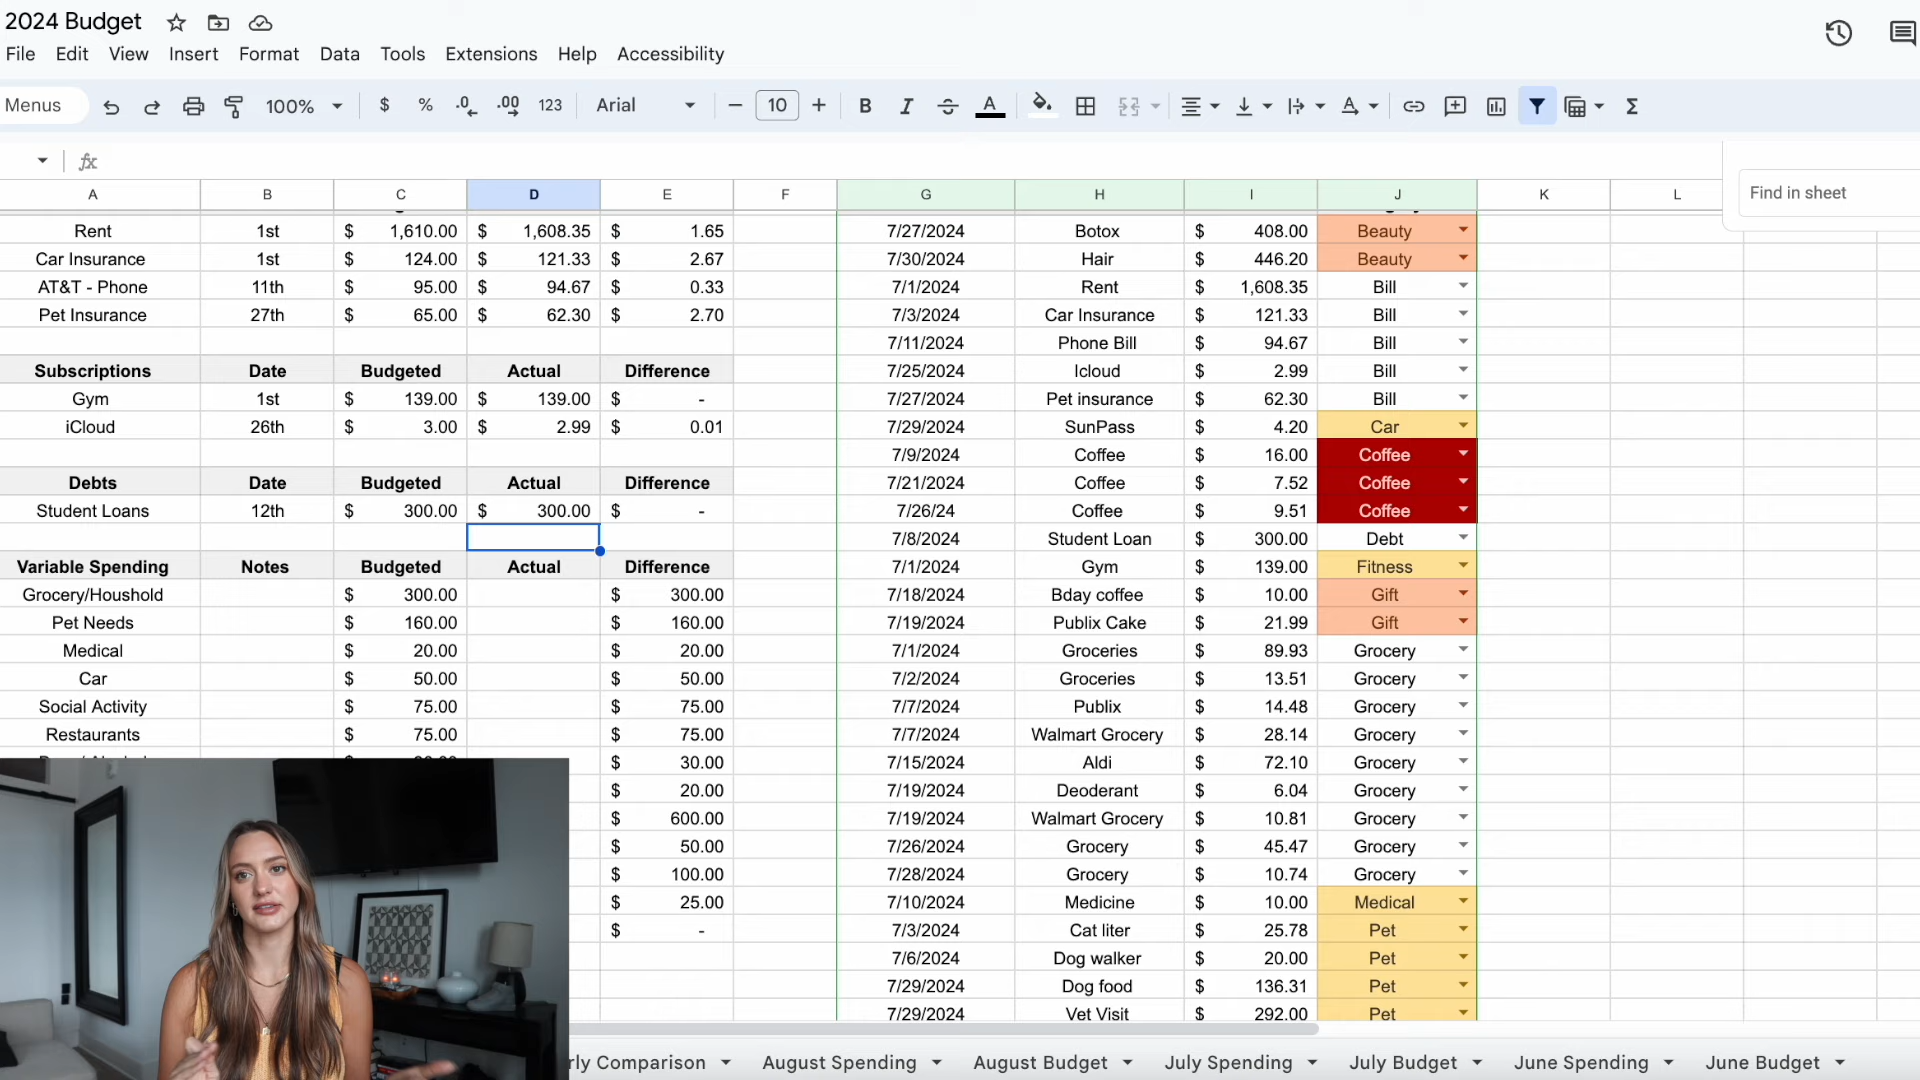 2024 Budget
File Edit View Insert Format Data Tools Extensions Help Accessibility
Menus 100% $ % .0 .00 123 Arial 10 B I A
fx
Find in sheet
A B C D E F G H I J K L
Rent 1st $ 1,610.00 $ 1,608.35 $ 1.65 7/27/2024 Botox $ 408.00 Beauty
Car Insurance 1st $ 124.00 $ 121.33 $ 2.67 7/30/2024 Hair $ 446.20 Beauty
AT&T - Phone 11th $ 95.00 $ 94.67 $ 0.33 7/1/2024 Rent $ 1,608.35 Bill
Pet Insurance 27th $ 65.00 $ 62.30 $ 2.70 7/3/2024 Car Insurance $ 121.33 Bill
7/11/2024 Phone Bill $ 94.67 Bill
Subscriptions Date Budgeted Actual Difference 7/25/2024 Icloud $ 2.99 Bill
Gym 1st $ 139.00 $ 139.00 $ - 7/27/2024 Pet insurance $ 62.30 Bill
iCloud 26th $ 3.00 $ 2.99 $ 0.01 7/29/2024 SunPass $ 4.20 Car
7/9/2024 Coffee $ 16.00 Coffee
Debts Date Budgeted Actual Difference 7/21/2024 Coffee $ 7.52 Coffee
Student Loans 12th $ 300.00 $ 300.00 $ - 7/26/24 Coffee $ 9.51 Coffee
7/8/2024 Student Loan $ 300.00 Debt
Variable Spending Notes Budgeted Actual Difference 7/1/2024 Gym $ 139.00 Fitness
Grocery/Houshold $ 300.00 $ 300.00 7/18/2024 Bday coffee $ 10.00 Gift
Pet Needs $ 160.00 $ 160.00 7/19/2024 Publix Cake $ 21.99 Gift
Medical $ 20.00 $ 20.00 7/1/2024 Groceries $ 89.93 Grocery
Car $ 50.00 $ 50.00 7/2/2024 Groceries $ 13.51 Grocery
Social Activity $ 75.00 $ 75.00 7/7/2024 Publix $ 14.48 Grocery
Restaurants $ 75.00 $ 75.00 7/7/2024 Walmart Grocery $ 28.14 Grocery
$ 30.00 7/15/2024 Aldi $ 72.10 Grocery
$ 20.00 7/19/2024 Deoderant $ 6.04 Grocery
$ 600.00 7/19/2024 Walmart Grocery $ 10.81 Grocery
$ 50.00 7/26/2024 Grocery $ 45.47 Grocery
$ 100.00 7/28/2024 Grocery $ 10.74 Grocery
$ 25.00 7/10/2024 Medicine $ 10.00 Medical
$ - 7/3/2024 Cat liter $ 25.78 Pet
7/6/2024 Dog walker $ 20.00 Pet
7/29/2024 Dog food $ 136.31 Pet
7/29/2024 Vet Visit $ 292.00 Pet
rly Comparison August Spending August Budget July Spending July Budget June Spending June Budget